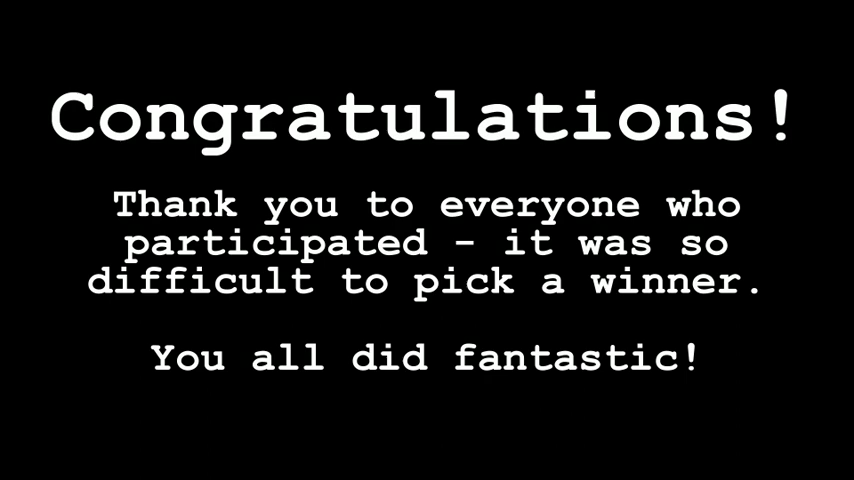 Congratulations!
Thank you to everyone who
participated - it was so
difficult to pick a winner.
You all did fantastic!